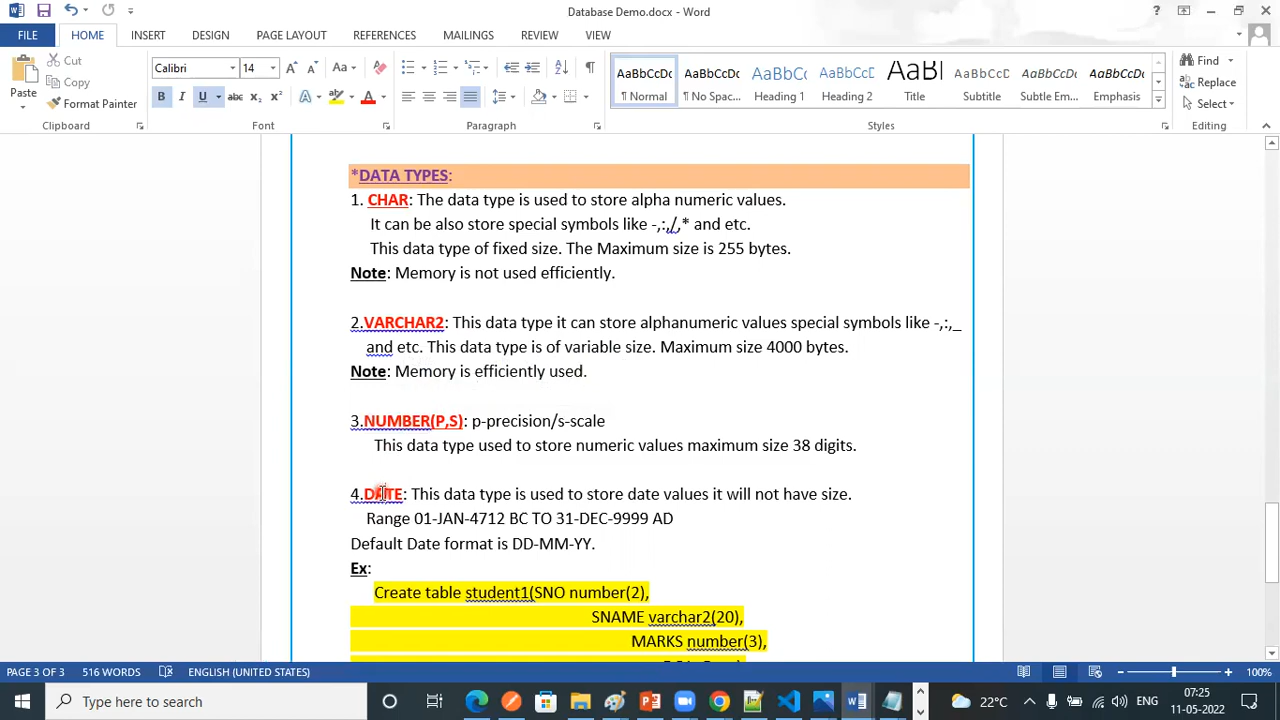 Database Demo.docx - Word
FILE HOME INSERT DESIGN PAGE LAYOUT REFERENCES MAILINGS REVIEW VIEW
Paste
Cut
Copy
Format Painter
Clipboard
Calibri 14
Font
Paragraph
AaBbCcDc AaBbCcDc AaBbCc AaBbCcD AaBl AaBbCcD AaBbCcDc AaBbCcDc
¶ Normal ¶ No Spac... Heading 1 Heading 2 Title Subtitle Subtle Em... Emphasis
Styles
Find
Replace
Select
Editing
*DATA TYPES:
1. CHAR: The data type is used to store alpha numeric values.
It can be also store special symbols like -,:,/,* and etc.
This data type of fixed size. The Maximum size is 255 bytes.
Note: Memory is not used efficiently.
2.VARCHAR2: This data type it can store alphanumeric values special symbols like -,:,_
and etc. This data type is of variable size. Maximum size 4000 bytes.
Note: Memory is efficiently used.
3.NUMBER(P,S): p-precision/s-scale
This data type used to store numeric values maximum size 38 digits.
4.DATE: This data type is used to store date values it will not have size.
Range 01-JAN-4712 BC TO 31-DEC-9999 AD
Default Date format is DD-MM-YY.
Ex:
Create table student1(SNO number(2),
SNAME varchar2(20),
MARKS number(3),
PAGE 3 OF 3 516 WORDS ENGLISH (UNITED STATES) 100%
Type here to search
22°C ENG 07:25
11-05-2022